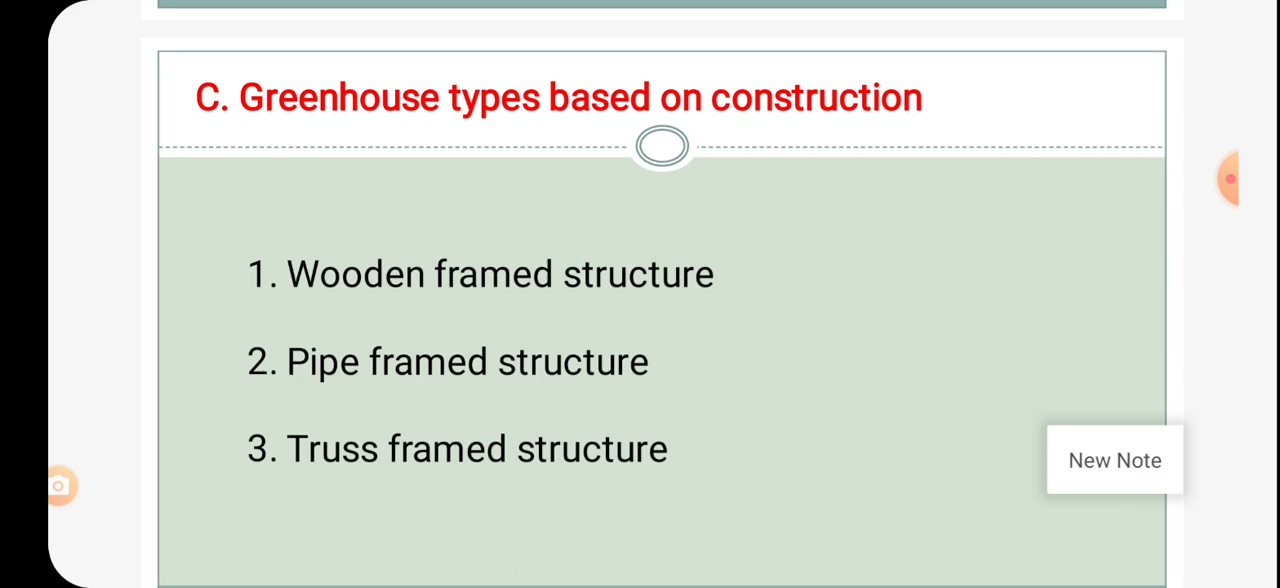 C. Greenhouse types based on construction
1. Wooden framed structure
2. Pipe framed structure
3. Truss framed structure
New Note